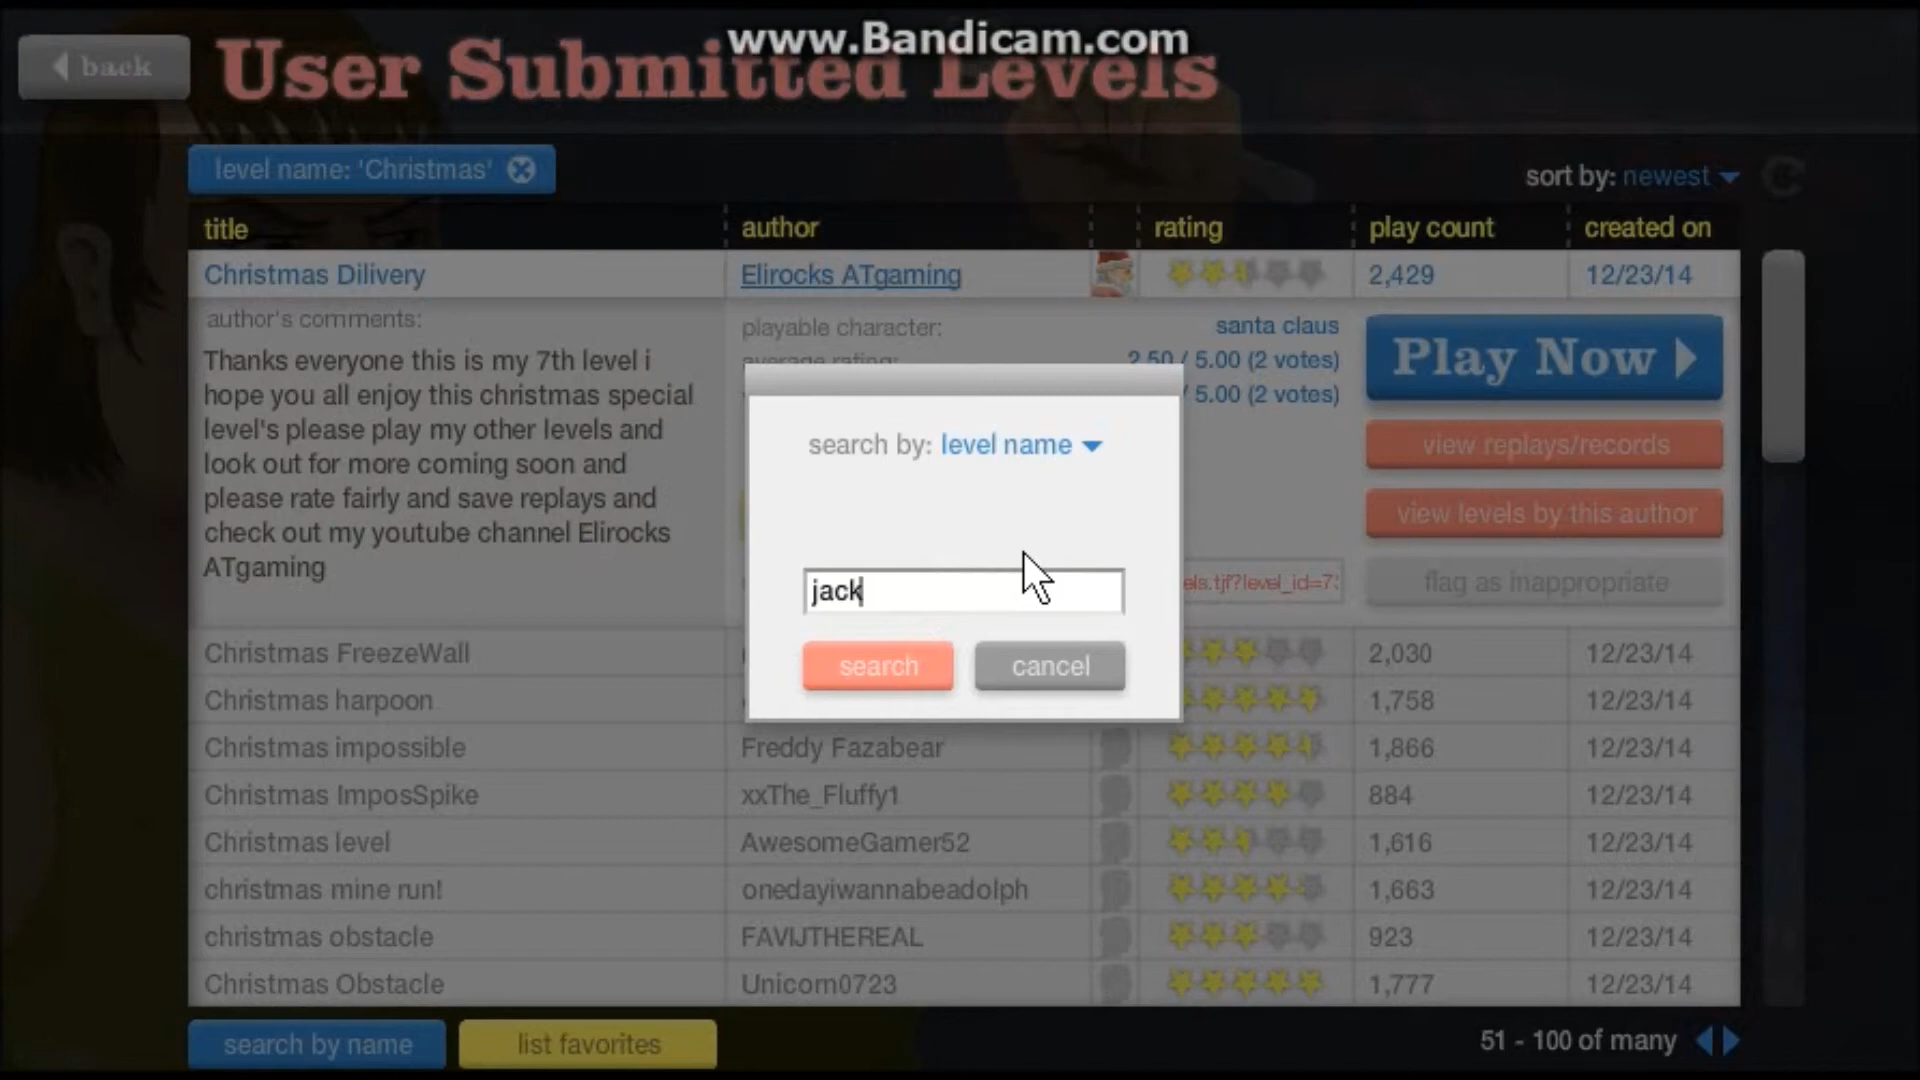 www.Bandicam.com
back
User Submitted Levels
level name: 'Christmas'
sort by: newest
title author rating play count created on
Christmas Dilivery Elirocks ATgaming 2,429 12/23/14
author's comments:
Thanks everyone this is my 7th level i
hope you all enjoy this christmas special
level's please play my other levels and
look out for more coming soon and
please rate fairly and save replays and
check out my youtube channel Elirocks
ATgaming
playable character: santa claus
average rating: 2.50 / 5.00 (2 votes)
/ 5.00 (2 votes)
Play Now
view replays/records
view levels by this author
els.tjf?level_id=7
flag as inappropriate
search by: level name
jack
search cancel
Christmas FreezeWall 2,030 12/23/14
Christmas harpoon 1,758 12/23/14
Christmas impossible Freddy Fazabear 1,866 12/23/14
Christmas ImposSpike xxThe_Fluffy1 884 12/23/14
Christmas level AwesomeGamer52 1,616 12/23/14
christmas mine run! onedayiwannabeadolph 1,663 12/23/14
christmas obstacle FAVIJTHEREAL 923 12/23/14
Christmas Obstacle Unicorn0723 1,777 12/23/14
search by name list favorites 51 - 100 of many